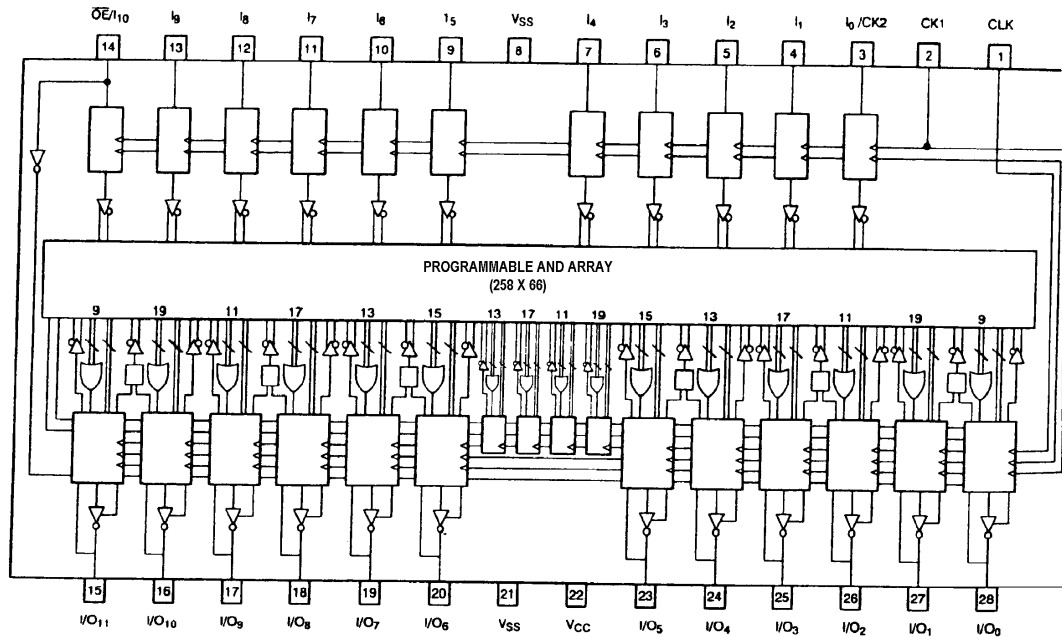 OE/I10 I9 I8 I7 I6 I5 VSS I4 I3 I2 I1 I0/CK2 CK1 CLK
14 13 12 11 10 9 8 7 6 5 4 3 2 1
PROGRAMMABLE AND ARRAY
(258 X 66)
9 19 11 17 13 15 13 17 11 19 15 13 17 11 19 9
15 16 17 18 19 20 21 22 23 24 25 26 27 28
I/O11 I/O10 I/O9 I/O8 I/O7 I/O6 VSS VCC I/O5 I/O4 I/O3 I/O2 I/O1 I/O0